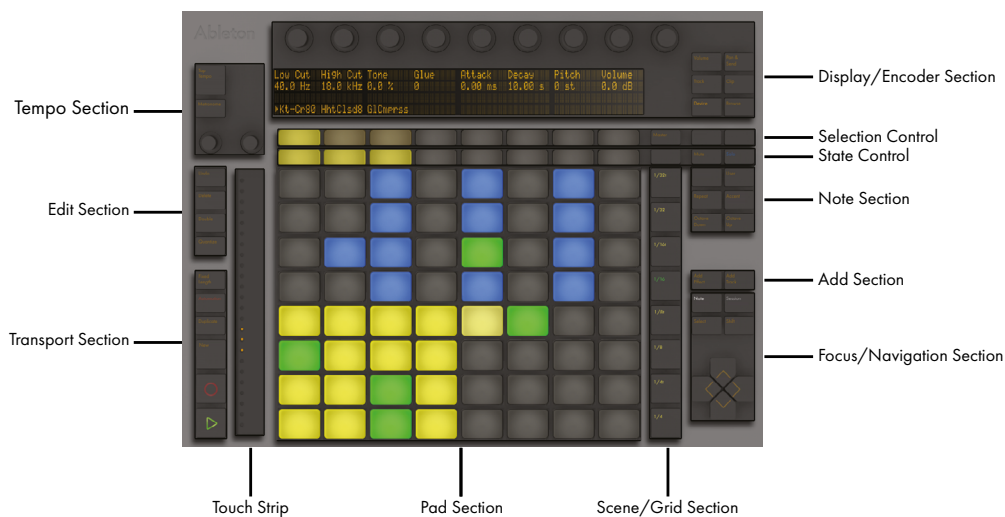 Ableton
Low Cut High Cut Tone Glue Attack Decay Pitch Volume
40.0 Hz 18.0 kHz 0.0 % 0 0.00 ms 10.00 s 0 st 0.0 dB
▶Kt-Cr80 HhtClsd8 GlCmprss
Display/Encoder Section
Tempo Section
Selection Control
State Control
1/32t
Edit Section
Note Section
1/32
1/16t
1/16
Add Section
Note
1/8t
Transport Section
1/8
Focus/Navigation Section
1/4t
1/4
Touch Strip
Pad Section
Scene/Grid Section